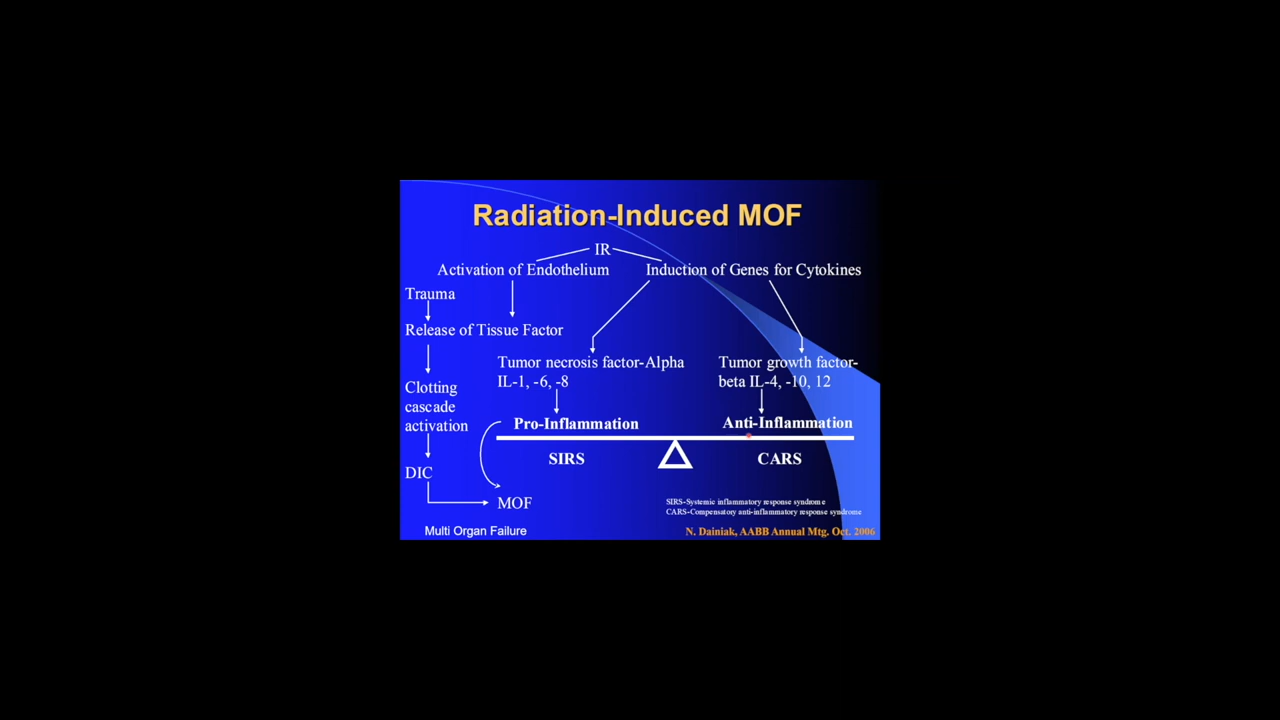 Radiation-Induced MOF
IR
Activation of Endothelium
Induction of Genes for Cytokines
Trauma
Release of Tissue Factor
Tumor necrosis factor-Alpha
IL-1, -6, -8
Tumor growth factor-
beta IL-4, -10, 12
Clotting
cascade
activation
Pro-Inflammation
Anti-Inflammation
SIRS
CARS
DIC
MOF
SIRS-Systemic inflammatory response syndrome
CARS-Compensatory anti-inflammatory response syndrome
Multi Organ Failure
N. Dainiak, AABB Annual Mtg. Oct. 2006